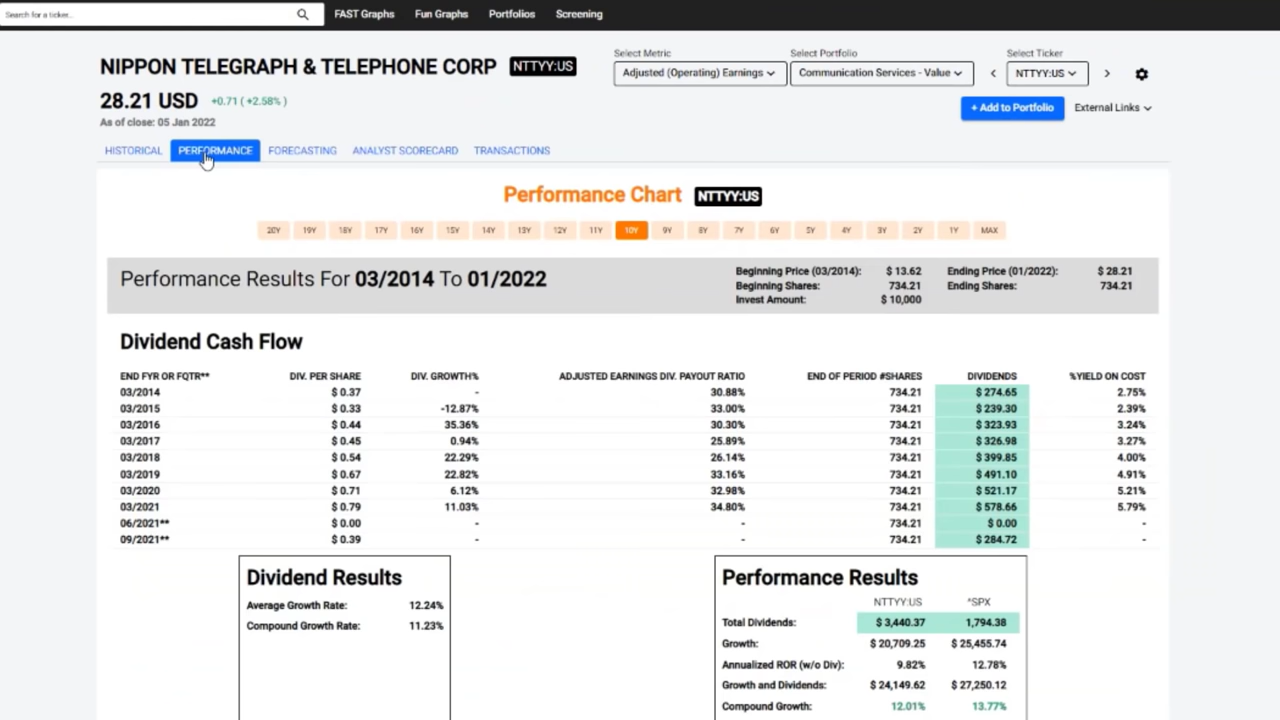 Search for a ticker... FAST Graphs Fun Graphs Portfolios Screening
NIPPON TELEGRAPH & TELEPHONE CORP NTTYY:US
28.21 USD +0.71 ( +2.58% )
As of close: 05 Jan 2022
Select Metric Select Portfolio Select Ticker
Adjusted (Operating) Earnings Communication Services - Value NTTYY:US
+ Add to Portfolio External Links
HISTORICAL PERFORMANCE FORECASTING ANALYST SCORECARD TRANSACTIONS
Performance Chart NTTYY:US
20Y 19Y 18Y 17Y 16Y 15Y 14Y 13Y 12Y 11Y 10Y 9Y 8Y 7Y 6Y 5Y 4Y 3Y 2Y 1Y MAX
Performance Results For 03/2014 To 01/2022
Beginning Price (03/2014): $ 13.62 Ending Price (01/2022): $ 28.21
Beginning Shares: 734.21 Ending Shares: 734.21
Invest Amount: $ 10,000
Dividend Cash Flow
END FYR OR FQTR** DIV. PER SHARE DIV. GROWTH% ADJUSTED EARNINGS DIV. PAYOUT RATIO END OF PERIOD #SHARES DIVIDENDS %YIELD ON COST
03/2014 $ 0.37 - 30.88% 734.21 $ 274.65 2.75%
03/2015 $ 0.33 -12.87% 33.00% 734.21 $ 239.30 2.39%
03/2016 $ 0.44 35.36% 30.30% 734.21 $ 323.93 3.24%
03/2017 $ 0.45 0.94% 25.89% 734.21 $ 326.98 3.27%
03/2018 $ 0.54 22.29% 26.14% 734.21 $ 399.85 4.00%
03/2019 $ 0.67 22.82% 33.16% 734.21 $ 491.10 4.91%
03/2020 $ 0.71 6.12% 32.98% 734.21 $ 521.17 5.21%
03/2021 $ 0.79 11.03% 34.80% 734.21 $ 578.66 5.79%
06/2021** $ 0.00 - - 734.21 $ 0.00 -
09/2021** $ 0.39 - - 734.21 $ 284.72 -
Dividend Results
Average Growth Rate: 12.24%
Compound Growth Rate: 11.23%
Performance Results
NTTYY:US ^SPX
Total Dividends: $ 3,440.37 1,794.38
Growth: $ 20,709.25 $ 25,455.74
Annualized ROR (w/o Div): 9.82% 12.78%
Growth and Dividends: $ 24,149.62 $ 27,250.12
Compound Growth: 12.01% 13.77%